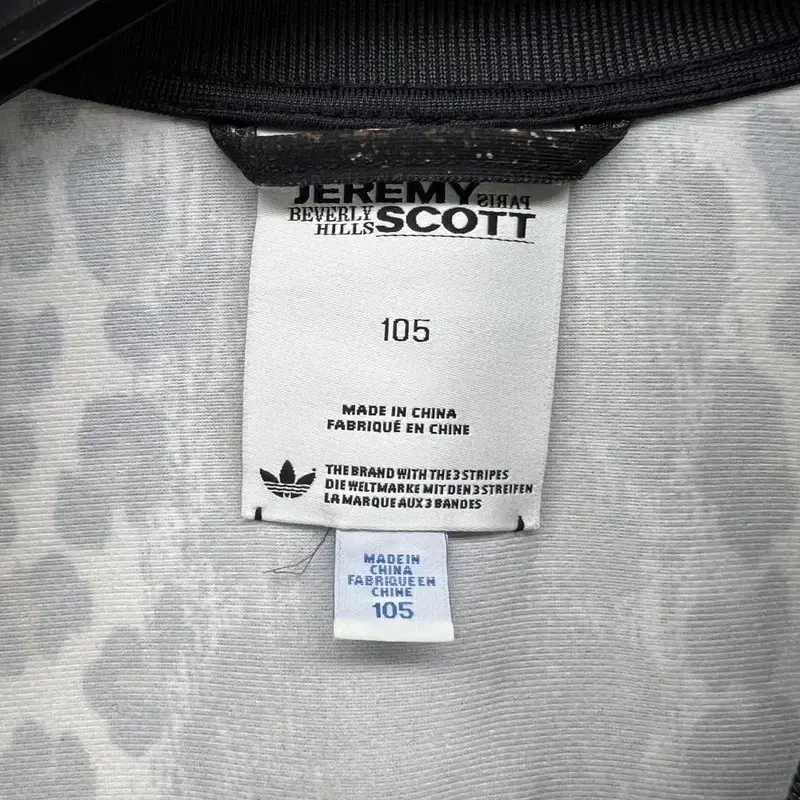 JEREMY PARIS
BEVERLY HILLS SCOTT
105
MADE IN CHINA
FABRIQUÉ EN CHINE
THE BRAND WITH THE 3 STRIPES
DIE WELTMARKE MIT DEN 3 STREIFEN
LA MARQUE AUX 3 BANDES
MADE IN
CHINA
FABRIQUE EN
CHINE
105